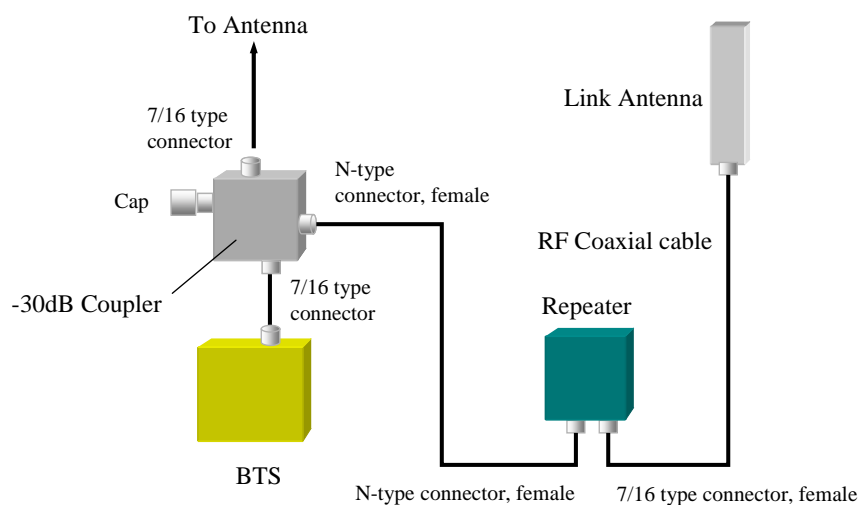 To Antenna
7/16 type
connector
Link Antenna
N-type
connector, female
Cap
RF Coaxial cable
-30dB Coupler
7/16 type
connector
Repeater
BTS
N-type connector, female
7/16 type connector, female